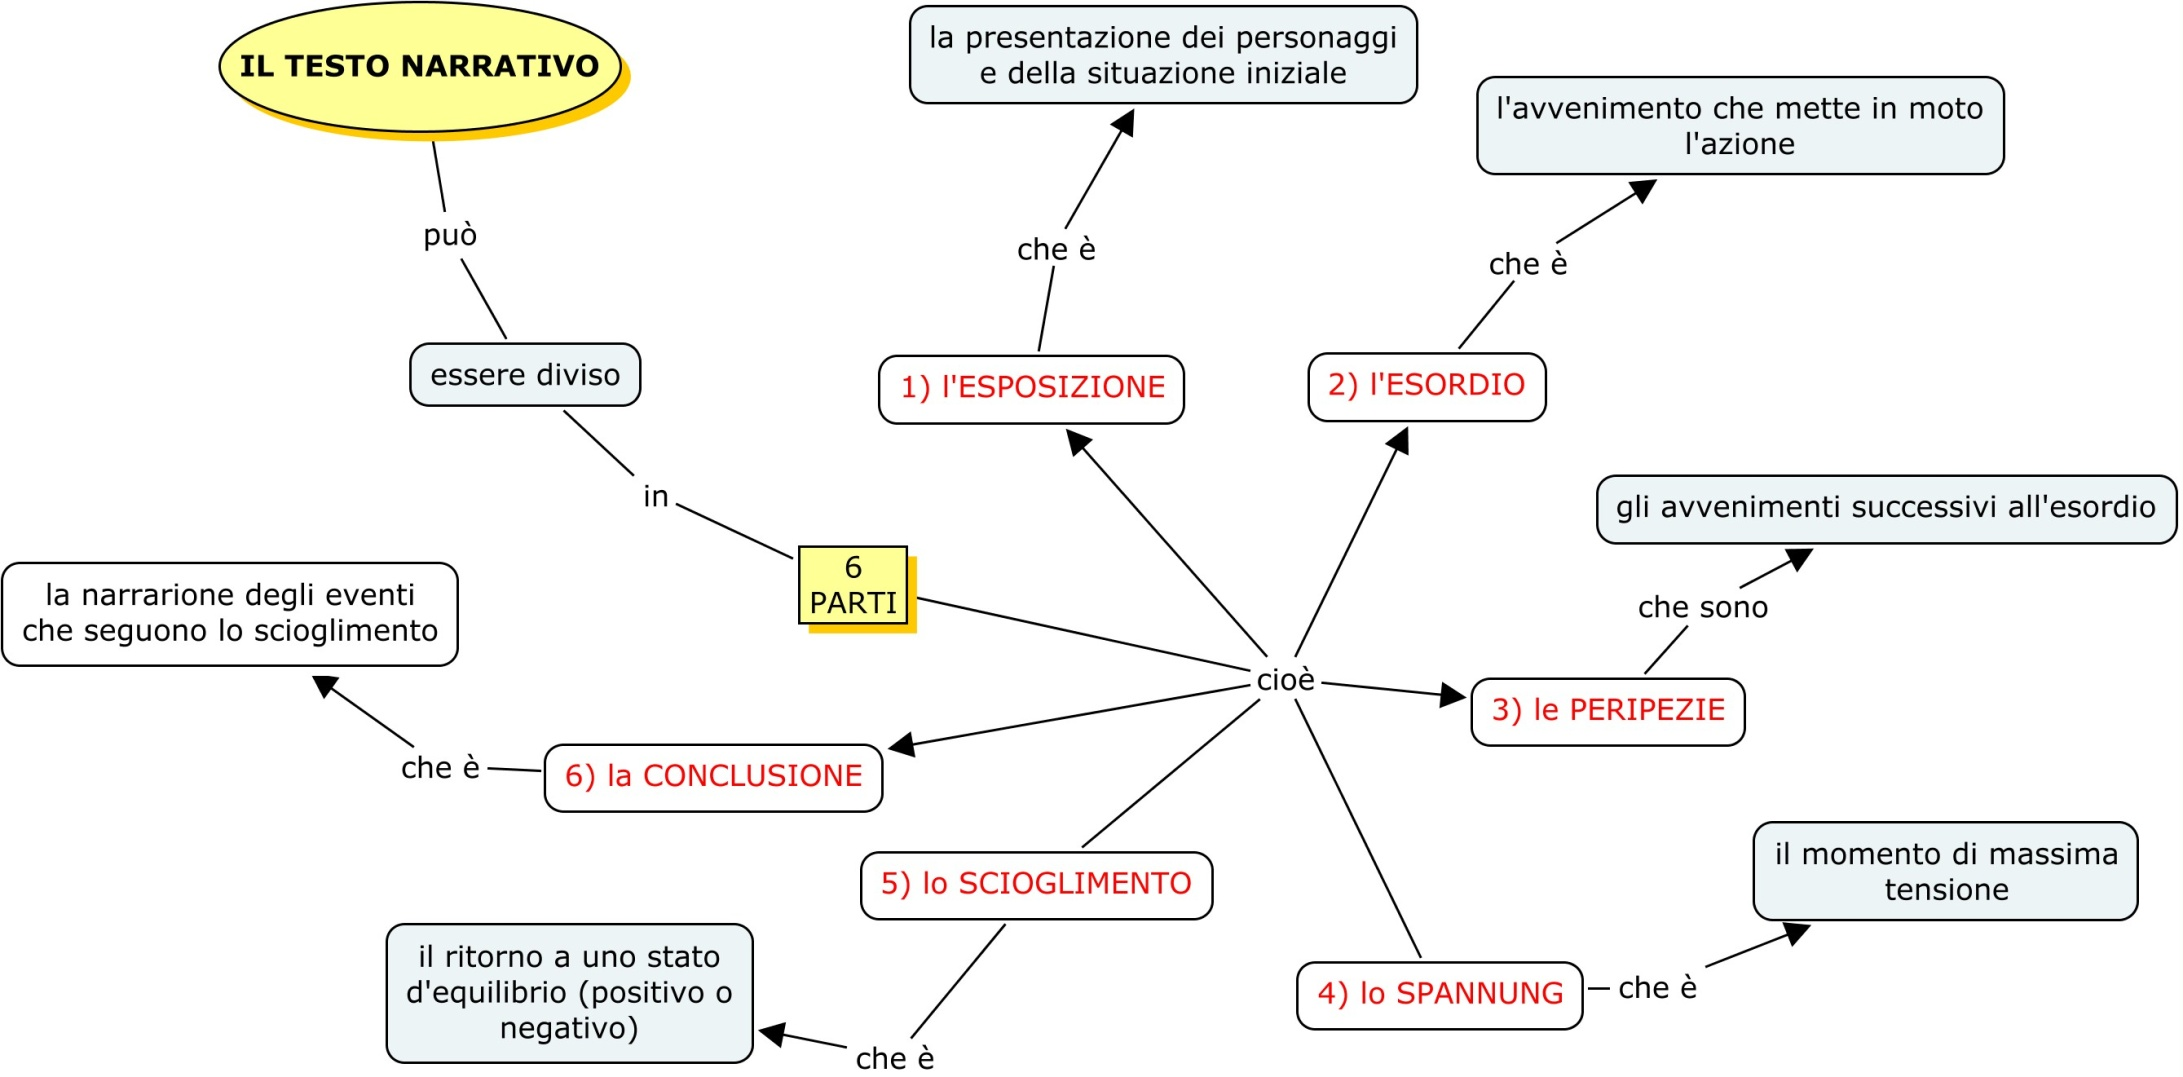 IL TESTO NARRATIVO
può
essere diviso
in
6
PARTI
cioè
1) l'ESPOSIZIONE
che è
la presentazione dei personaggi
e della situazione iniziale
2) l'ESORDIO
che è
l'avvenimento che mette in moto
l'azione
3) le PERIPEZIE
che sono
gli avvenimenti successivi all'esordio
4) lo SPANNUNG
che è
il momento di massima
tensione
5) lo SCIOGLIMENTO
che è
il ritorno a uno stato
d'equilibrio (positivo o
negativo)
6) la CONCLUSIONE
che è
la narrarione degli eventi
che seguono lo scioglimento